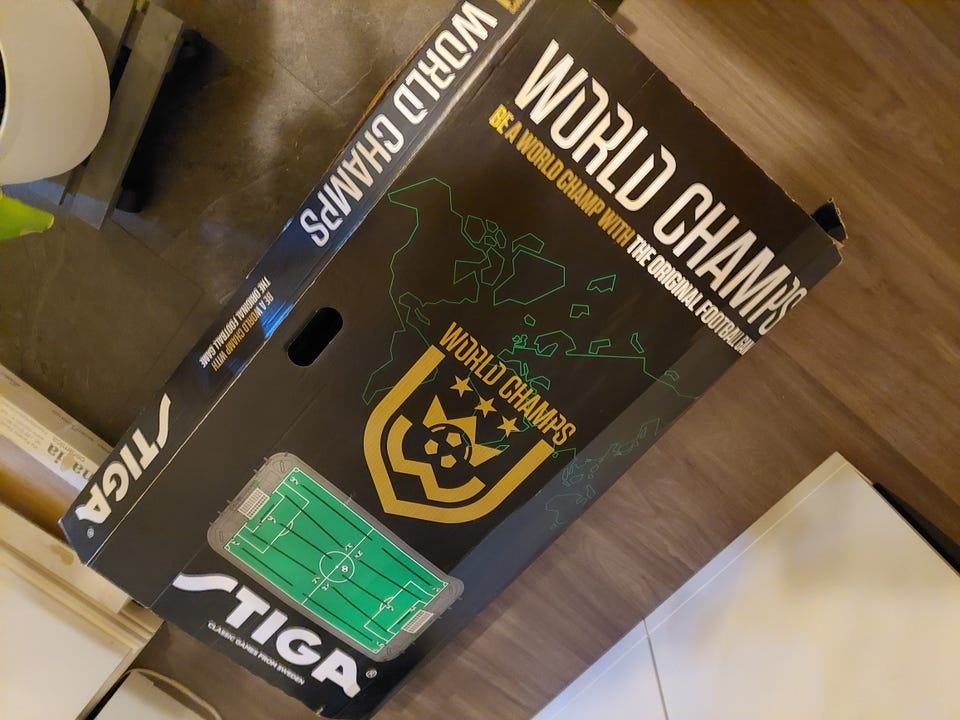 WORLD CHAMPS
BE A WORLD CHAMP WITH THE ORIGINAL FOOTBALL
WORLD CHAMPS
STIGA®
CLASSIC GAMES FROM SWEDEN
WORLD CHAMPS
BE A WORLD CHAMP WITH
THE ORIGINAL FOOTBALL GAME
STIGA®